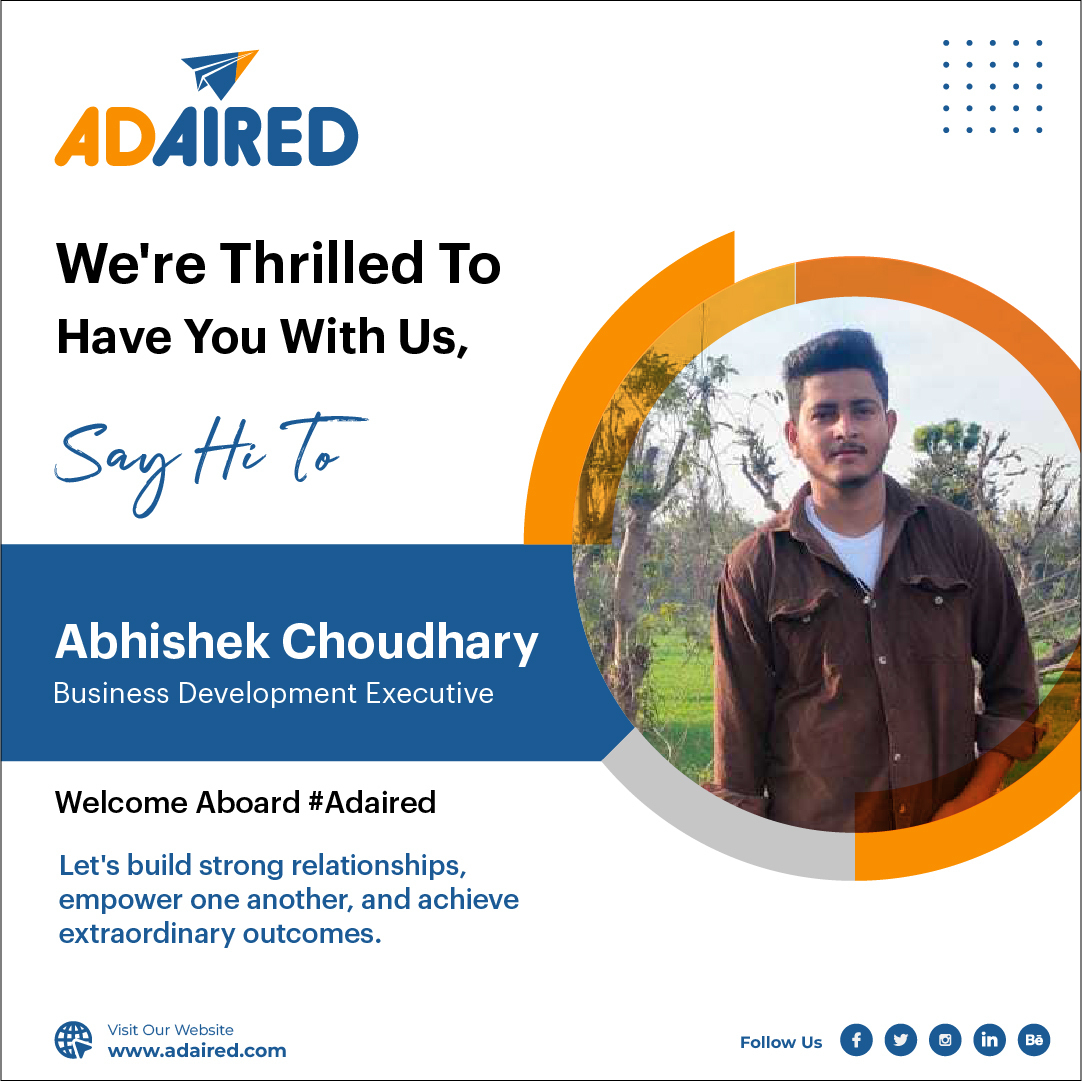 ADAIRED
We're Thrilled To
Have You With Us,
Say Hi To
Abhishek Choudhary
Business Development Executive
Welcome Aboard #Adaired
Let's build strong relationships,
empower one another, and achieve
extraordinary outcomes.
Visit Our Website
www.adaired.com
Follow Us
f
in
Bē